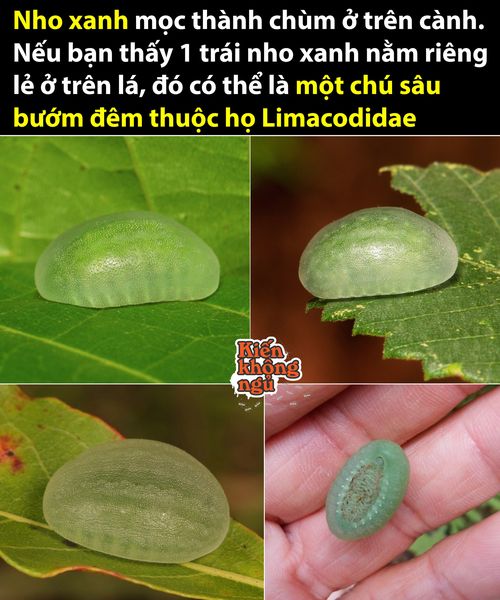 Nho xanh mọc thành chùm ở trên cành.
Nếu bạn thấy 1 trái nho xanh nằm riêng
lẻ ở trên lá, đó có thể là một chú sâu
bướm đêm thuộc họ Limacodidae
Kiến
không
ngủ